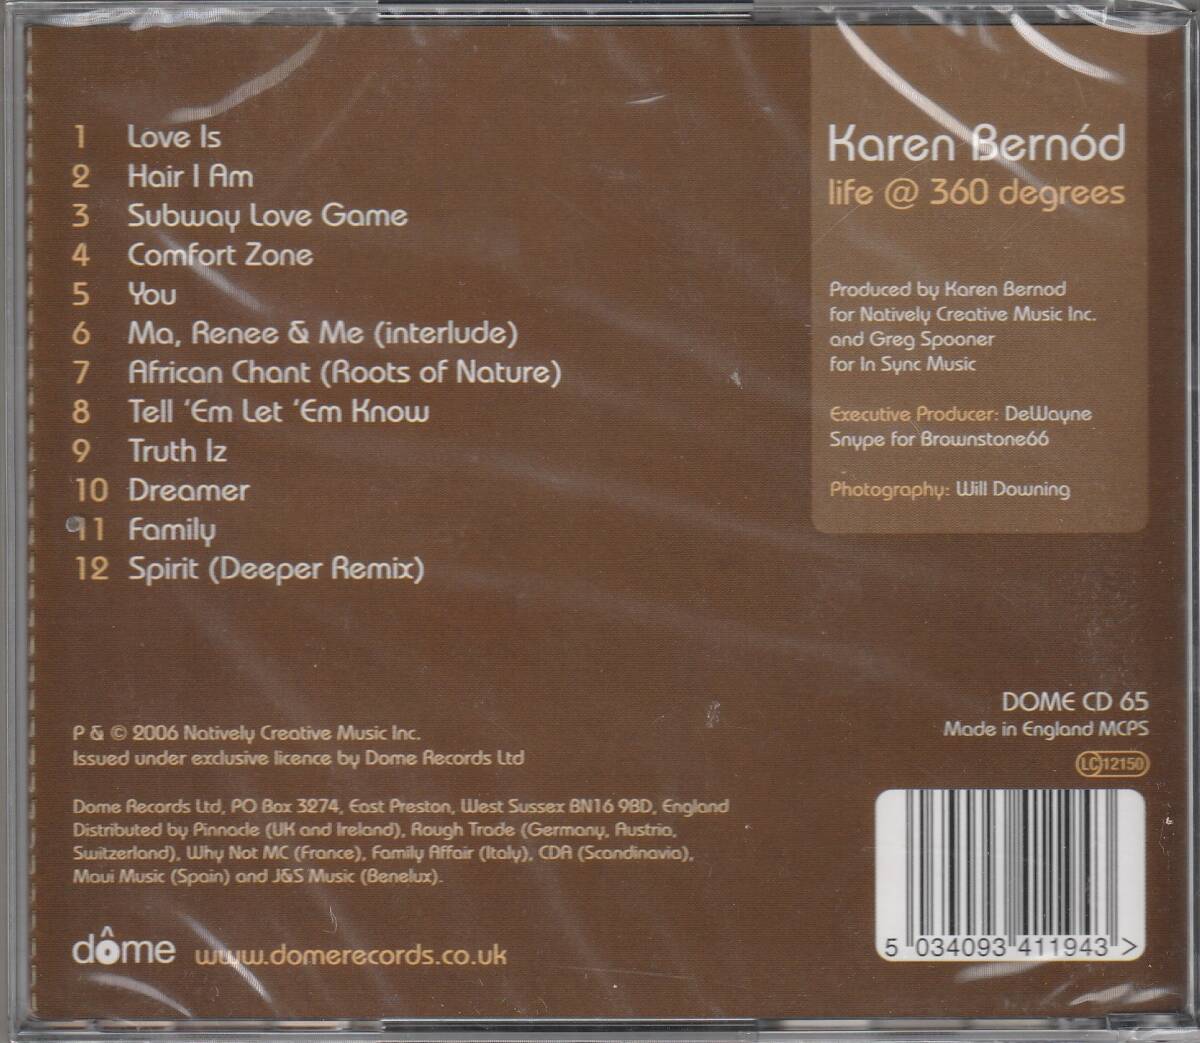 1 Love Is
2 Hair I Am
3 Subway Love Game
4 Comfort Zone
5 You
6 Ma, Renee & Me (interlude)
7 African Chant (Roots of Nature)
8 Tell 'Em Let 'Em Know
9 Truth Iz
10 Dreamer
11 Family
12 Spirit (Deeper Remix)
Karen Bernód
life @ 360 degrees
Produced by Karen Bernod
for Natively Creative Music Inc.
and Greg Spooner
for In Sync Music
Executive Producer: DeWayne
Snype for Brownstone66
Photography: Will Downing
P & © 2006 Natively Creative Music Inc.
Issued under exclusive licence by Dome Records Ltd
Dome Records Ltd, PO Box 3274, East Preston, West Sussex BN16 9BD, England
Distributed by Pinnacle (UK and Ireland), Rough Trade (Germany, Austria,
Switzerland), Why Not MC (France), Family Affair (Italy), CDA (Scandinavia),
Maui Music (Spain) and J&S Music (Benelux).
dôme www.domerecords.co.uk
DOME CD 65
Made in England MCPS
LC 12150
5 034093 411943 >